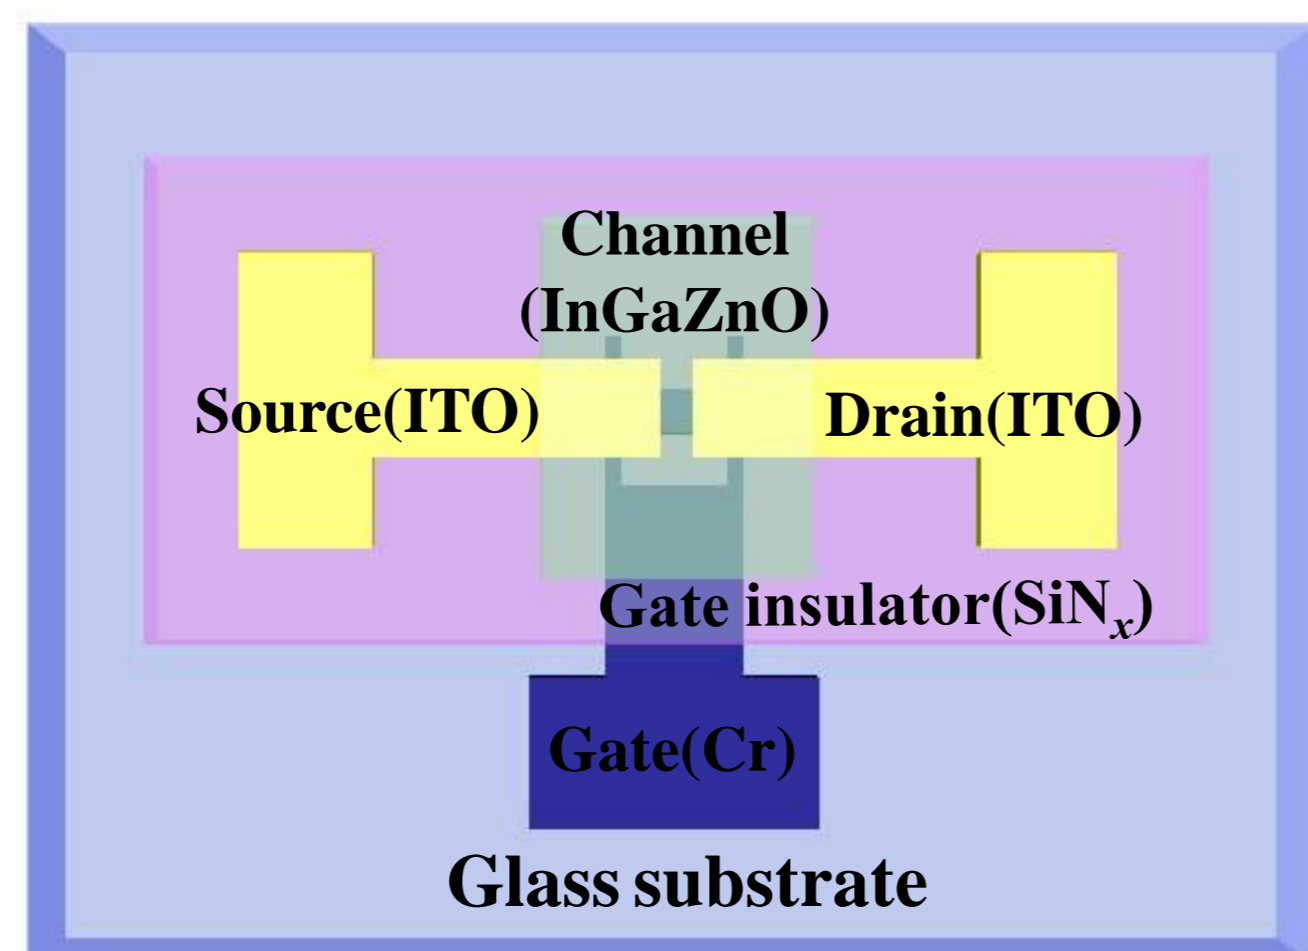 Channel
(InGaZnO)
Source(ITO)
Drain(ITO)
Gate insulator(SiNₓ)
Gate(Cr)
Glass substrate